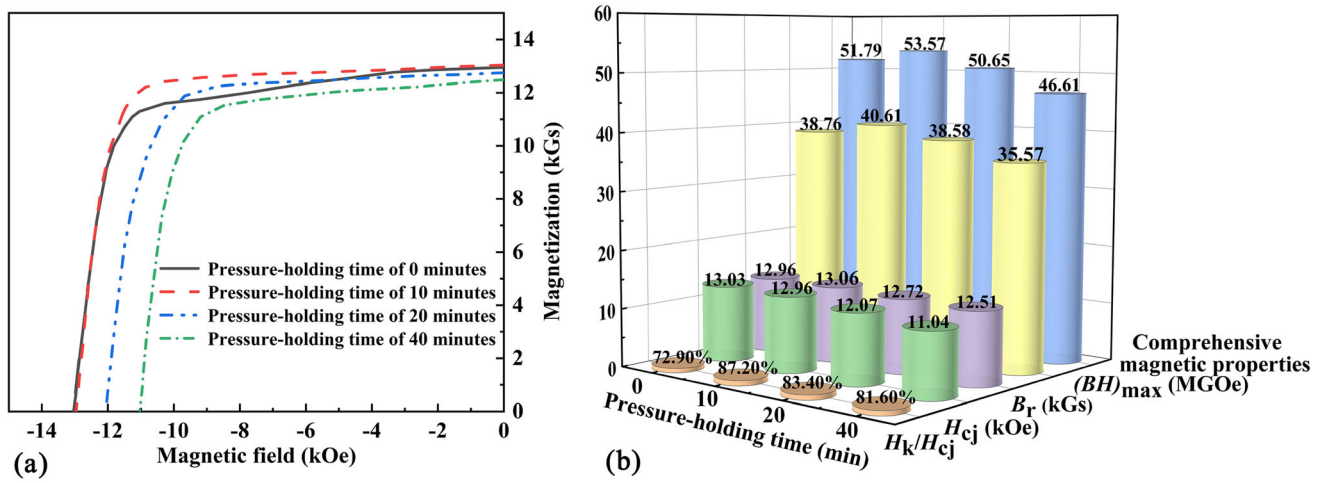 14
12
10
8
6
4
2
0
Magnetization (kGs)
Pressure-holding time of 0 minutes
Pressure-holding time of 10 minutes
Pressure-holding time of 20 minutes
Pressure-holding time of 40 minutes
-14 -12 -10 -8 -6 -4 -2 0
Magnetic field (kOe)
(a)
60
50
40
30
20
10
0
51.79 53.57 50.65 46.61
38.76 40.61 38.58 35.57
12.96 13.06 12.72 12.51
13.03 12.96 12.07 11.04
72.90% 87.20% 83.40% 81.60%
0 10 20 40
Pressure-holding time (min)
Hk/Hcj
Hcj (kOe)
Br (kGs)
(BH)max (MGOe)
Comprehensive
magnetic properties
(b)